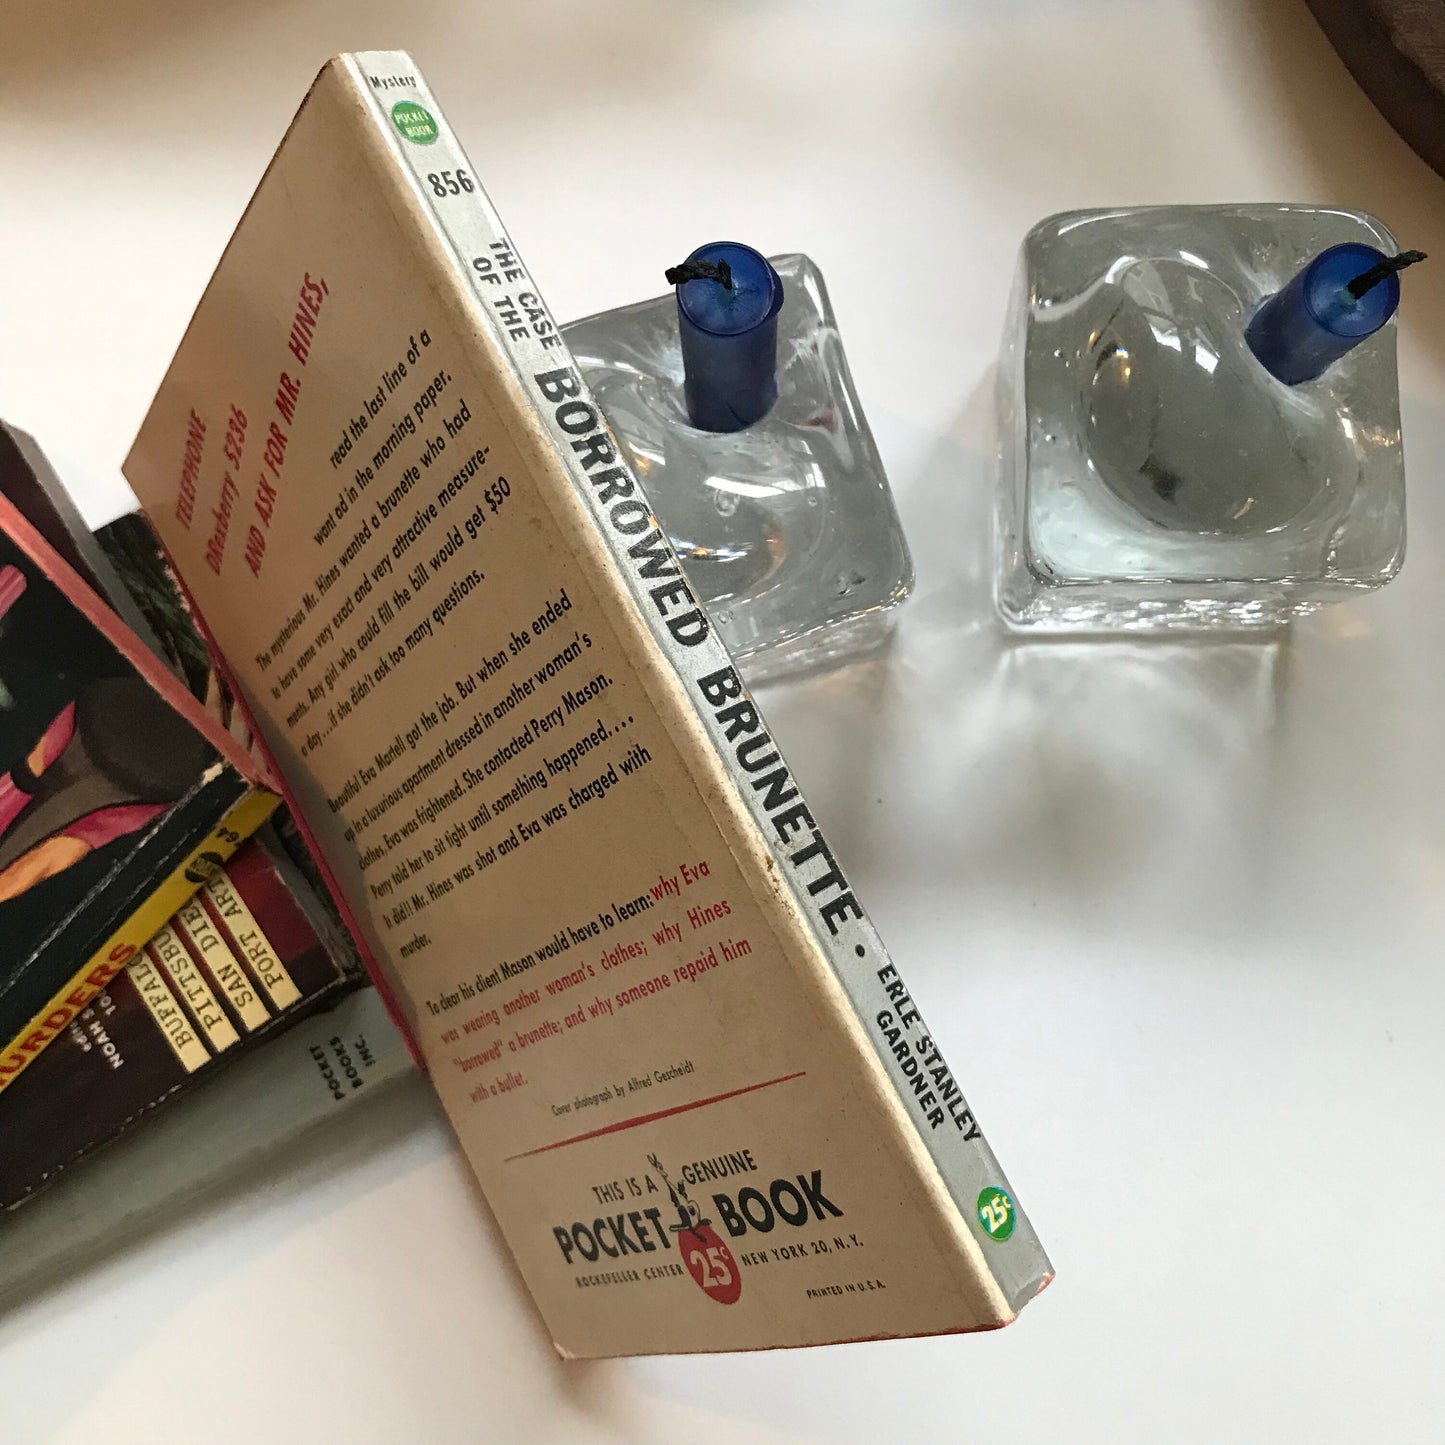 Mystery
POCKET
BOOK
856
THE CASE
OF THE
BORROWED BRUNETTE •
ERLE STANLEY
GARDNER
25¢
TELEPHONE
DRexberry 5236
AND ASK FOR MR. HINES,
read the last line of a
want ad in the morning paper.
The mysterious Mr. Hines wanted a brunette who had
to have some very exact and very attractive measure-
ments. Any girl who could fill the bill would get $50
a day...if she didn't ask too many questions.
Beautiful Eva Martell got the job. But when she ended
up in a luxurious apartment dressed in another woman's
clothes, Eva was frightened. She contacted Perry Mason.
Perry told her to sit tight until something happened....
It did!! Mr. Hines was shot and Eva was charged with
murder.
To clear his client Mason would have to learn: why Eva
was wearing another woman's clothes; why Hines
"borrowed" a brunette; and why someone repaid him
with a bullet.
Cover photograph by Alfred Gescheidt
THIS IS A GENUINE
POCKET BOOK
25¢
ROCKEFELLER CENTER NEW YORK 20, N.Y.
PRINTED IN U.S.A.
64
URDERS
BUFFALO
PITTSBU
SAN DIE
PORT ART
NOAH
POCKET
BOOKS
INC.